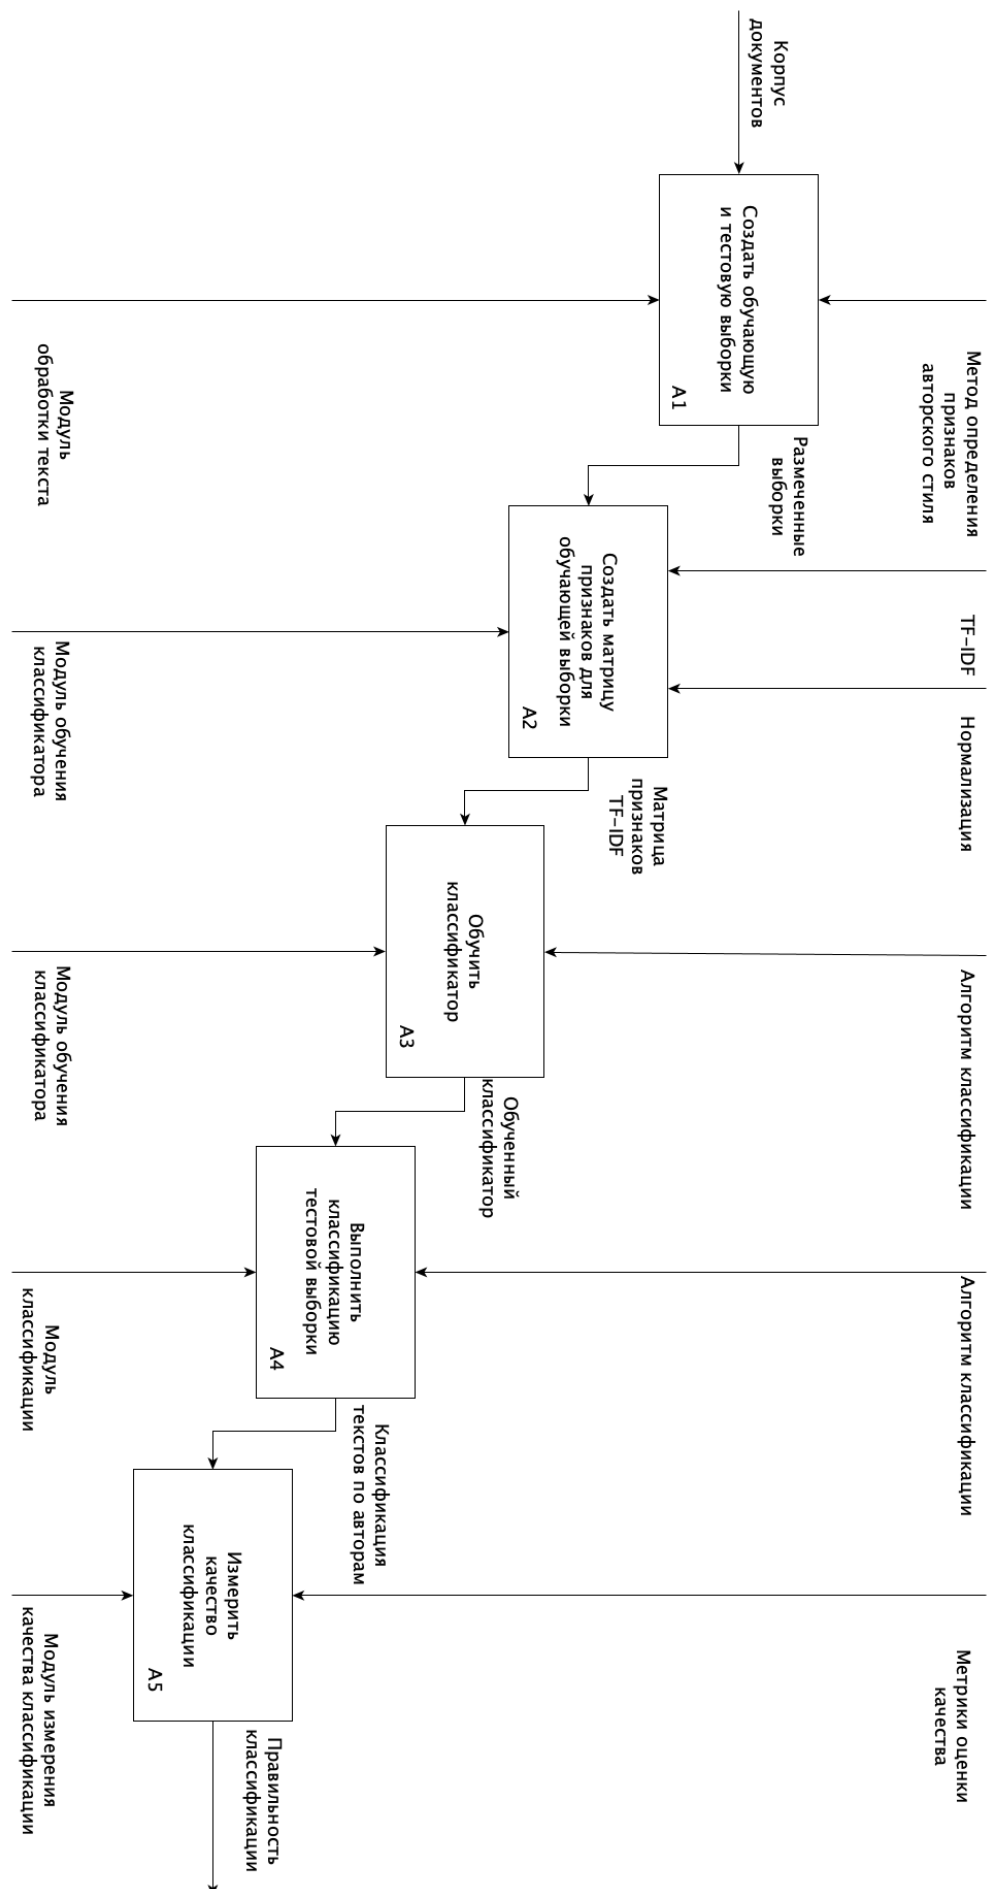 Метод определения
признаков
авторского стиля
TF-IDF
Нормализация
Алгоритм классификации
Алгоритм классификации
Метрики оценки
качества
Корпус
документов
Создать обучающую
и тестовую выборки
A1
Размеченные
выборки
Создать матрицу
признаков для
обучающей выборки
A2
Матрица
признаков
TF-IDF
Обучить
классификатор
A3
Обученный
классификатор
Выполнить
классификацию
тестовой выборки
A4
Классификация
текстов по авторам
Измерить
качество
классификации
A5
Правильность
классификации
Модуль
обработки текста
Модуль обучения
классификатора
Модуль обучения
классификатора
Модуль
классификации
Модуль измерения
качества классификации